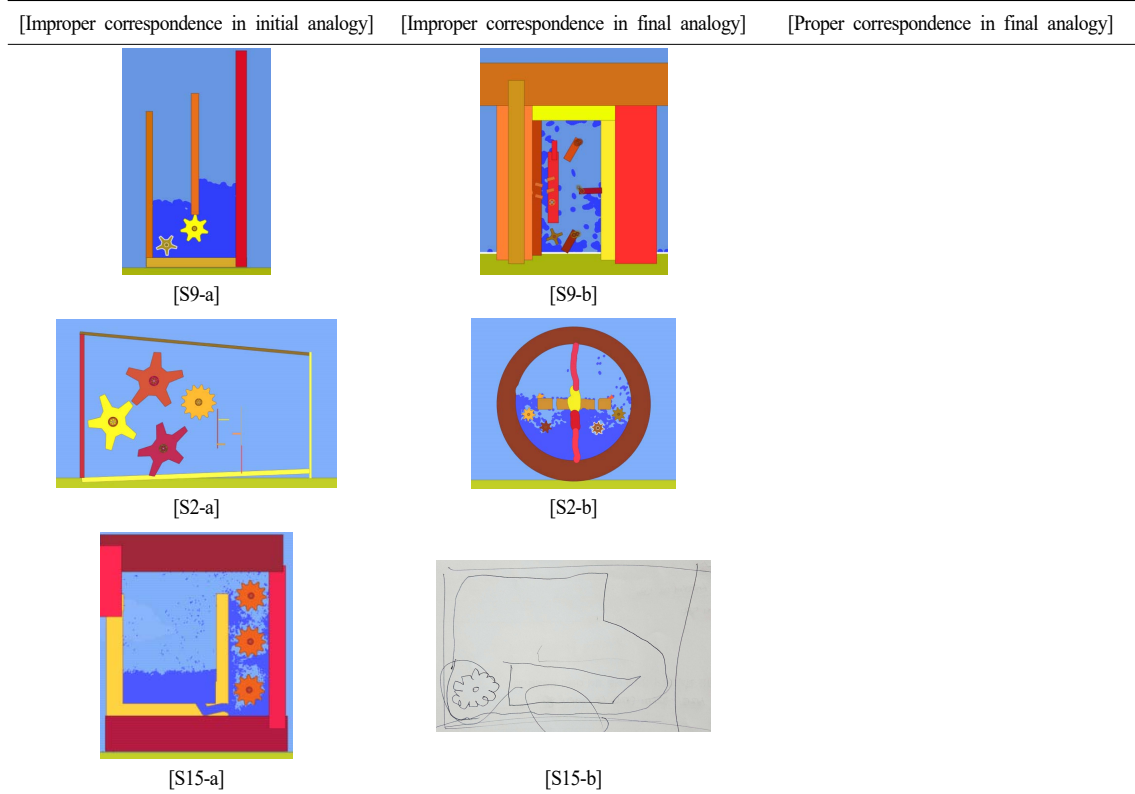 [Improper correspondence in initial analogy] [Improper correspondence in final analogy] [Proper correspondence in final analogy]
[S9-a] [S9-b]
[S2-a] [S2-b]
[S15-a] [S15-b]